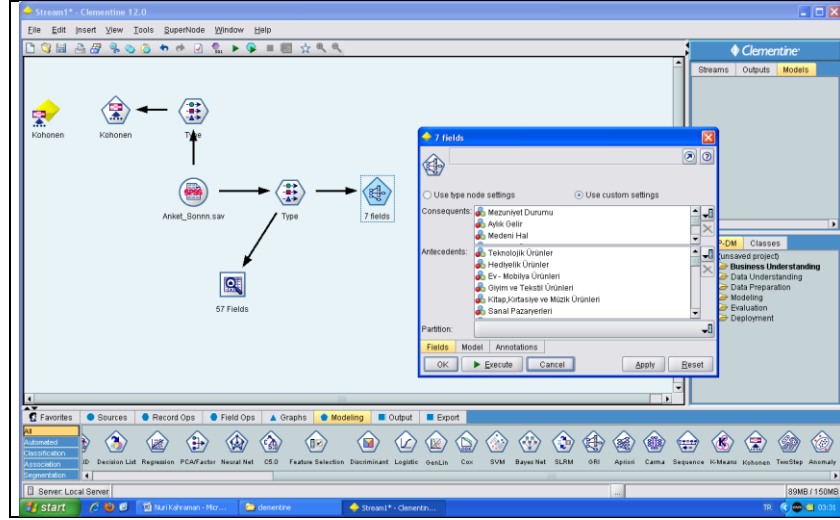 Stream1* - Clementine 12.0
File Edit Insert View Tools SuperNode Window Help
Clementine
Streams Outputs Models
Kohonen
Kohonen
Type
Anket_Sonnn.sav
Type
7 fields
57 Fields
7 fields
Use type node settings
Use custom settings
Consequents:
Mezuniyet Durumu
Aylık Gelir
Medeni Hal
Antecedents:
Teknolojik Ürünler
Hediyelik Ürünler
Ev - Mobilya Ürünleri
Giyim ve Tekstil Ürünleri
Kitap,Kırtasiye ve Müzik Ürünleri
Sanal Pazaryerleri
Partition:
Fields Model Annotations
OK Execute Cancel Apply Reset
P-DM Classes
(unsaved project)
Business Understanding
Data Understanding
Data Preparation
Modeling
Evaluation
Deployment
Favorites Sources Record Ops Field Ops Graphs Modeling Output Export
All
Automated
Classification
Association
Segmentation
Decision List Regression PCA/Factor Neural Net C5.0 Feature Selection Discriminant Logistic GenLin Cox SVM Bayes Net SLRM GRI Apriori Carma Sequence K-Means Kohonen TwoStep Anomaly
Server: Local Server
89MB / 150MB
start
Nuri Kahraman - Micr...
clementine
Stream1* - Clementin...
TR
03:31